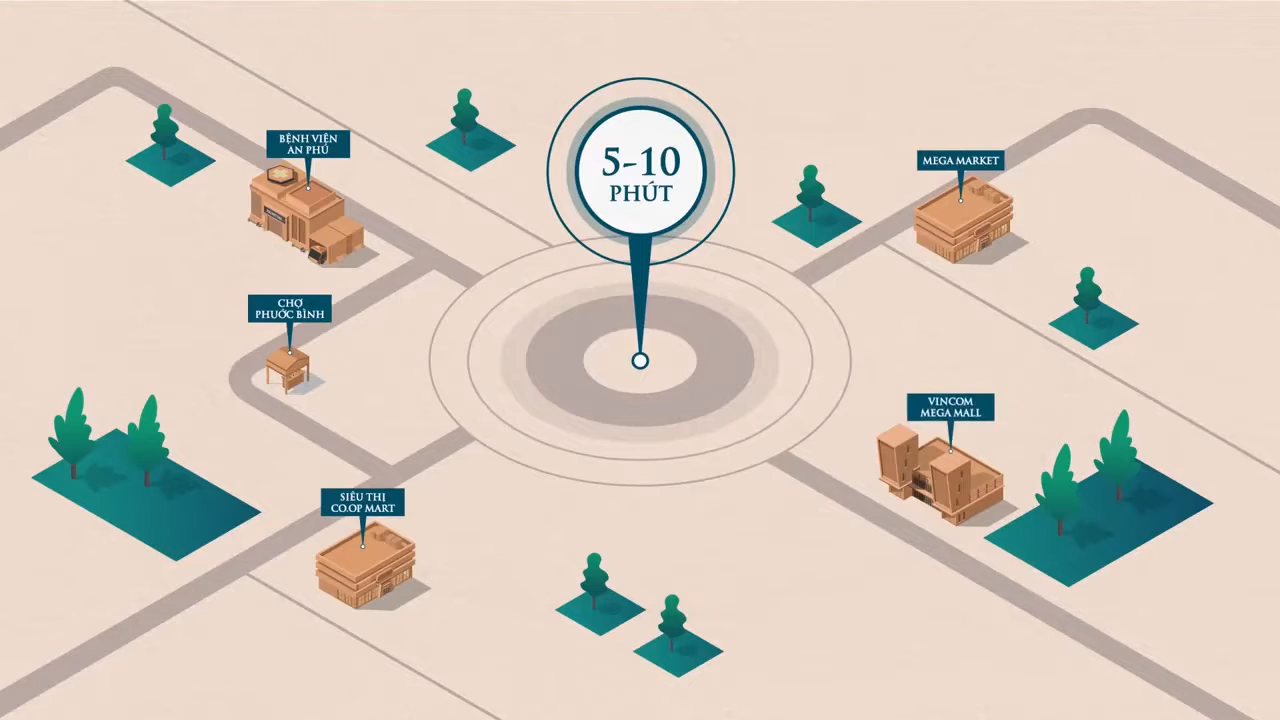 BỆNH VIỆN
AN PHÚ
5-10
PHÚT
MEGA MARKET
CHỢ
PHƯỚC BÌNH
VINCOM
MEGA MALL
SIÊU THỊ
CO.OP MART